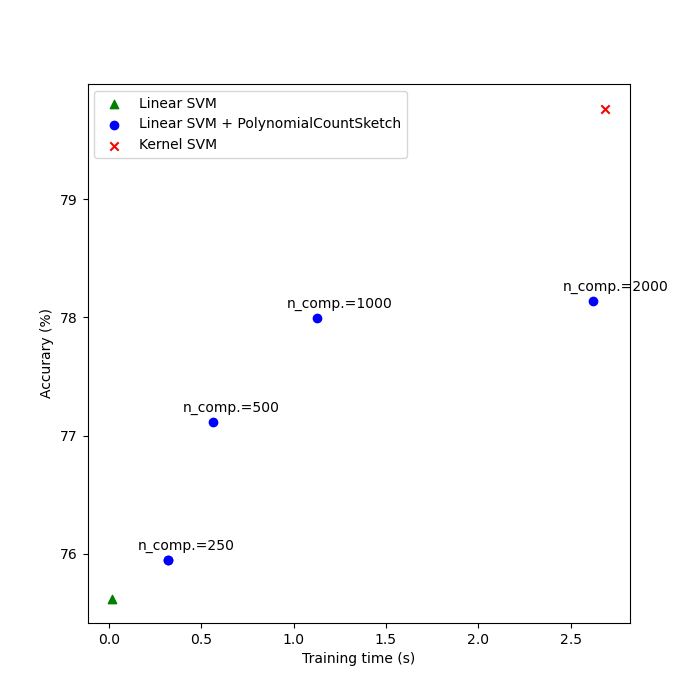 Linear SVM
Linear SVM + PolynomialCountSketch
Kernel SVM
79
n_comp.=2000
n_comp.=1000
78
Accurary (%)
n_comp.=500
77
n_comp.=250
76
0.0 0.5 1.0 1.5 2.0 2.5
Training time (s)